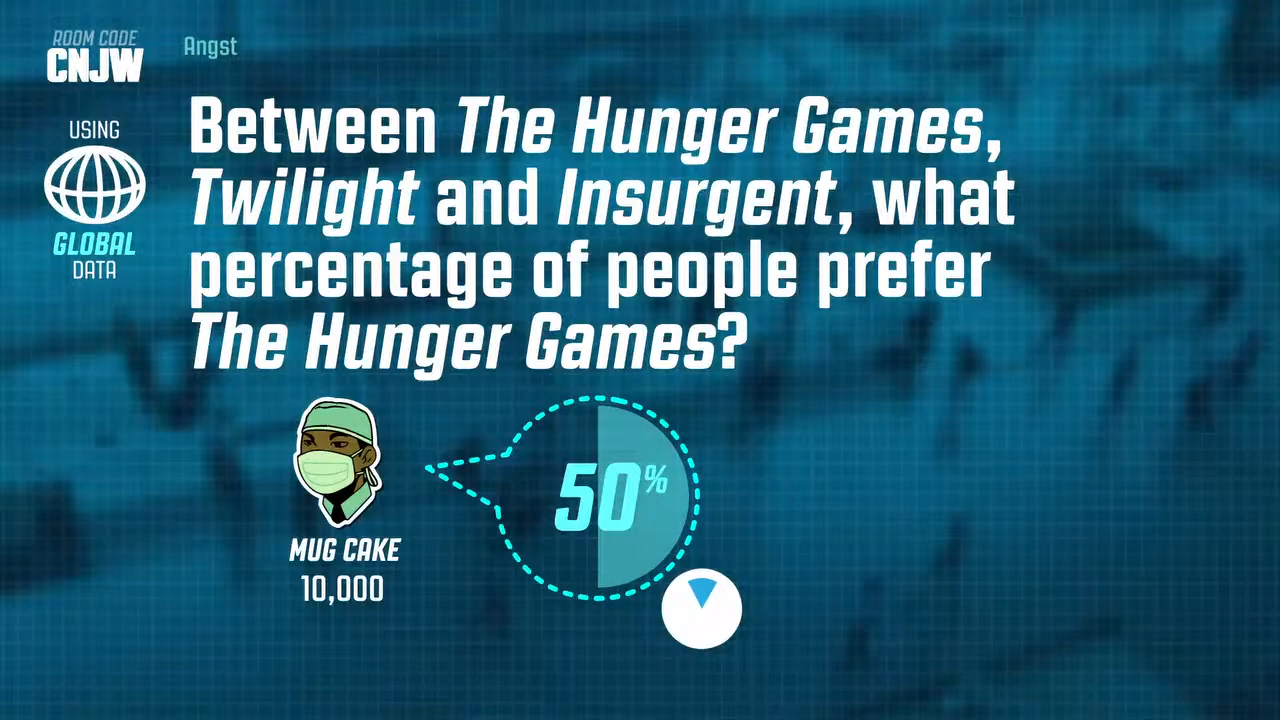 ROOM CODE
CNJW
Angst
USING
GLOBAL
DATA
Between The Hunger Games,
Twilight and Insurgent, what
percentage of people prefer
The Hunger Games?
50%
MUG CAKE
10,000